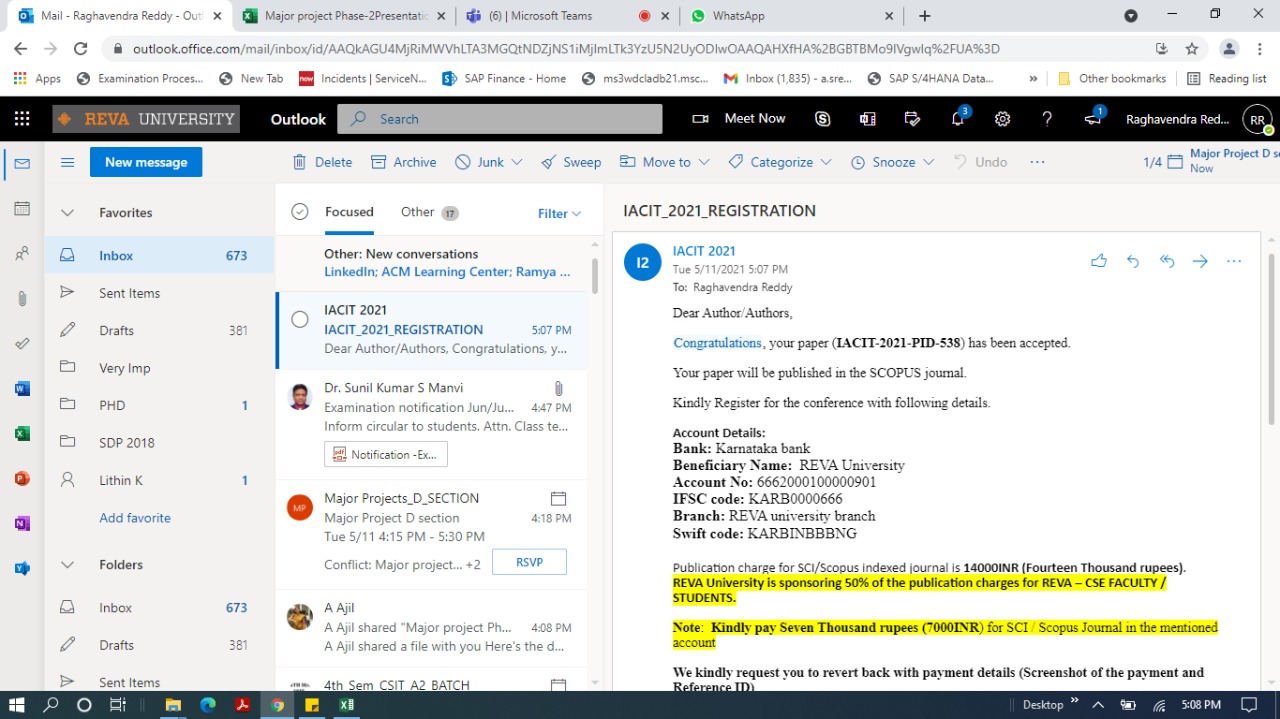 Mail - Raghavendra Reddy - Out
Major project Phase-2Presentatic
(6) | Microsoft Teams
WhatsApp
outlook.office.com/mail/inbox/id/AAQkAGU4MjRiMWVhLTA3MGQtNDZjNS1iMjlmLTk3YzU5N2UyODIwOAAQAHXfHA%2BGBTBMo9IVgwIq%2FUA%3D
Apps
Examination Proces...
New Tab
now
Incidents | ServiceN...
SAP Finance - Home
ms3wdcladb21.msc...
Inbox (1,835) - a.sre...
SAP S/4HANA Data...
»
Other bookmarks
Reading list
REVA UNIVERSITY
Outlook
Search
Meet Now
3
1
Raghavendra Red...
RR
New message
Delete
Archive
Junk
Sweep
Move to
Categorize
Snooze
Undo
1/4
Major Project D se
Now
Favorites
Inbox 673
Sent Items
Drafts 381
Very Imp
PHD 1
SDP 2018
Lithin K 1
Add favorite
Folders
Inbox 673
Drafts 381
Sent Items
Focused
Other 17
Filter
Other: New conversations
LinkedIn; ACM Learning Center; Ramya ...
IACIT 2021
IACIT_2021_REGISTRATION 5:07 PM
Dear Author/Authors, Congratulations, y...
Dr. Sunil Kumar S Manvi
Examination notification Jun/Ju... 4:47 PM
Inform circular to students. Attn. Class te...
Notification -Ex...
MP
Major Projects_D_SECTION
Major Project D section 4:18 PM
Tue 5/11 4:15 PM - 5:30 PM
Conflict: Major project... +2
RSVP
A Ajil
A Ajil shared "Major project Ph... 4:08 PM
A Ajil shared a file with you Here's the d...
4th_Sem_CSIT_A2_BATCH
IACIT_2021_REGISTRATION
I2
IACIT 2021
Tue 5/11/2021 5:07 PM
To: Raghavendra Reddy
Dear Author/Authors,
Congratulations, your paper (IACIT-2021-PID-538) has been accepted.
Your paper will be published in the SCOPUS journal.
Kindly Register for the conference with following details.
Account Details:
Bank: Karnataka bank
Beneficiary Name: REVA University
Account No: 6662000100000901
IFSC code: KARB0000666
Branch: REVA university branch
Swift code: KARBINBBBNG
Publication charge for SCI/Scopus indexed journal is 14000INR (Fourteen Thousand rupees).
REVA University is sponsoring 50% of the publication charges for REVA – CSE FACULTY /
STUDENTS.
Note: Kindly pay Seven Thousand rupees (7000INR) for SCI / Scopus Journal in the mentioned
account
We kindly request you to revert back with payment details (Screenshot of the payment and
Reference ID)
Desktop
5:08 PM